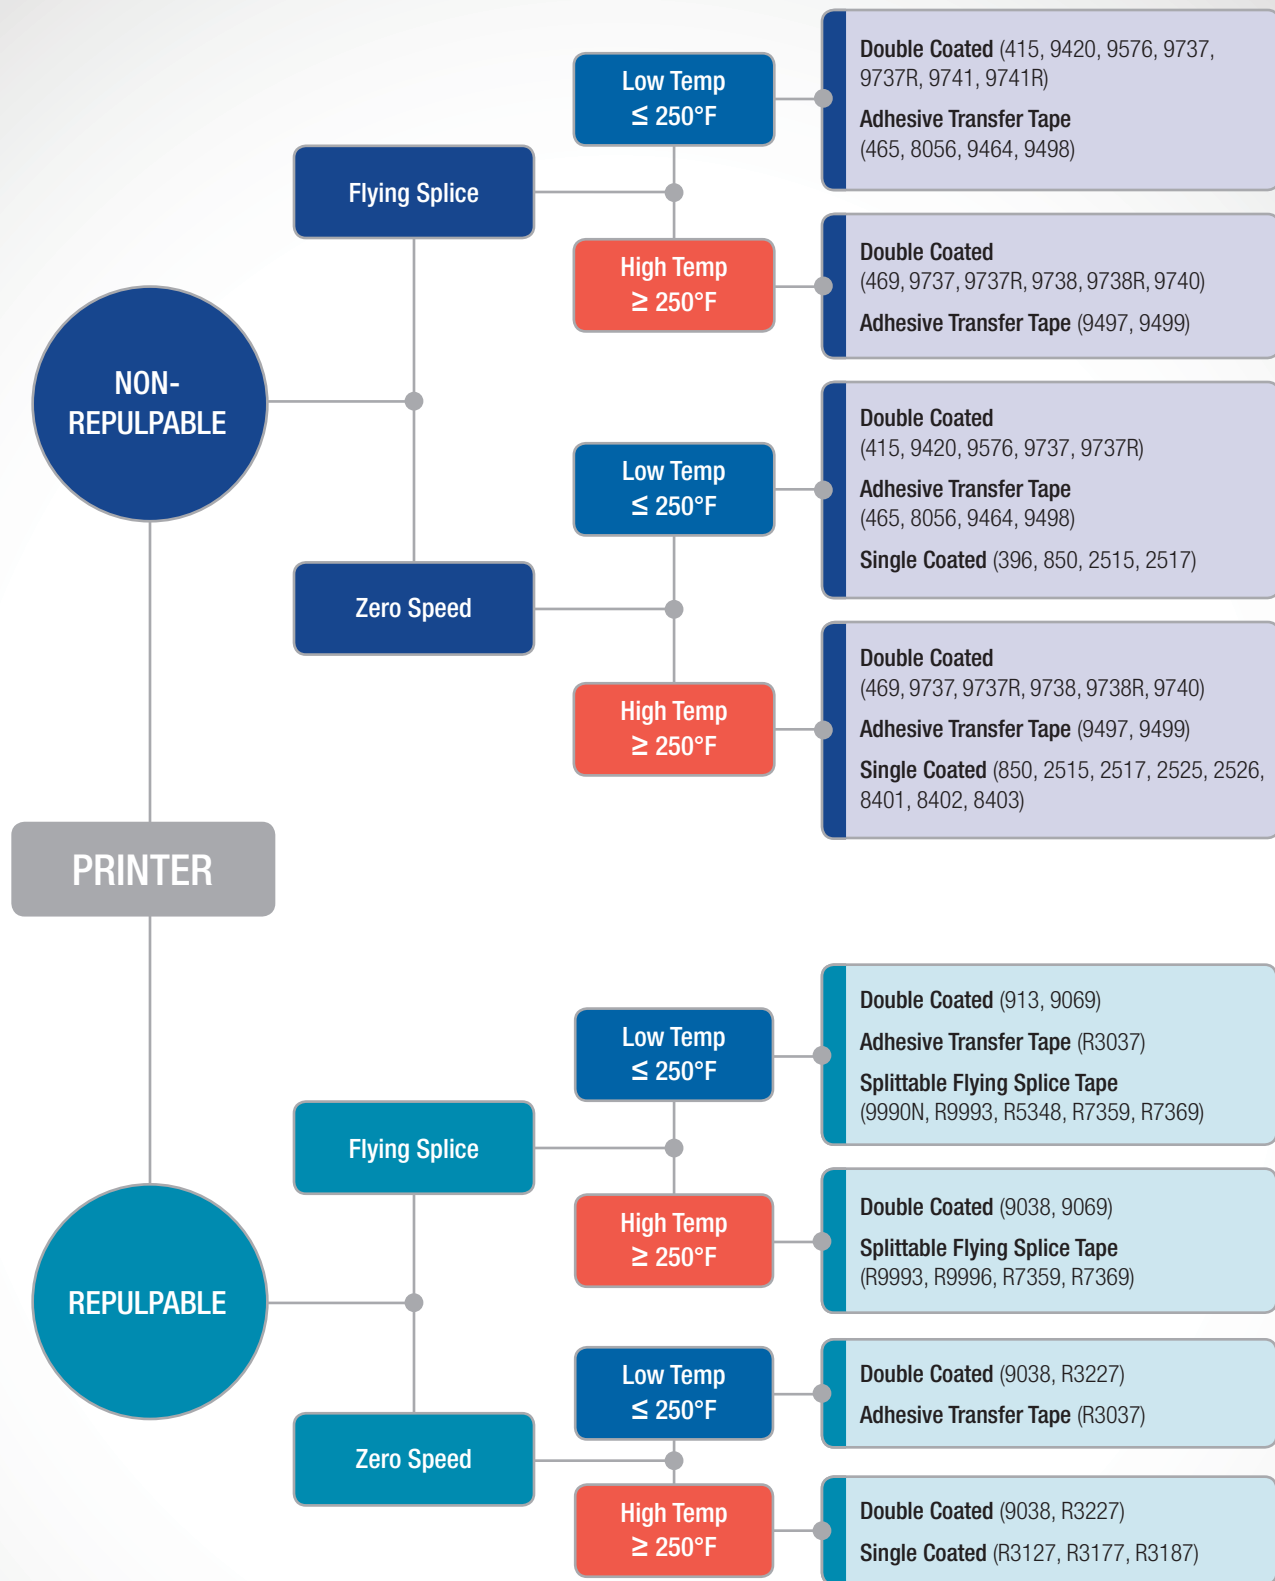 PRINTER
NON-
REPULPABLE
Flying Splice
Low Temp
≤ 250°F
Double Coated (415, 9420, 9576, 9737,
9737R, 9741, 9741R)
Adhesive Transfer Tape
(465, 8056, 9464, 9498)
High Temp
≥ 250°F
Double Coated
(469, 9737, 9737R, 9738, 9738R, 9740)
Adhesive Transfer Tape (9497, 9499)
Zero Speed
Low Temp
≤ 250°F
Double Coated
(415, 9420, 9576, 9737, 9737R)
Adhesive Transfer Tape
(465, 8056, 9464, 9498)
Single Coated (396, 850, 2515, 2517)
High Temp
≥ 250°F
Double Coated
(469, 9737, 9737R, 9738, 9738R, 9740)
Adhesive Transfer Tape (9497, 9499)
Single Coated (850, 2515, 2517, 2525, 2526,
8401, 8402, 8403)
REPULPABLE
Flying Splice
Low Temp
≤ 250°F
Double Coated (913, 9069)
Adhesive Transfer Tape (R3037)
Splittable Flying Splice Tape
(9990N, R9993, R5348, R7359, R7369)
High Temp
≥ 250°F
Double Coated (9038, 9069)
Splittable Flying Splice Tape
(R9993, R9996, R7359, R7369)
Zero Speed
Low Temp
≤ 250°F
Double Coated (9038, R3227)
Adhesive Transfer Tape (R3037)
High Temp
≥ 250°F
Double Coated (9038, R3227)
Single Coated (R3127, R3177, R3187)